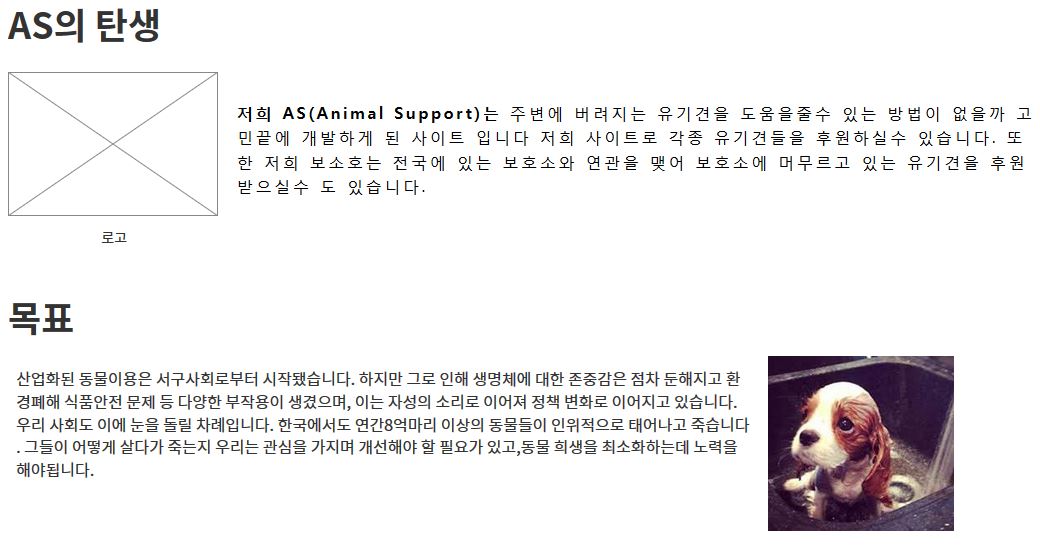 AS의 탄생
저희 AS(Animal Support)는 주변에 버려지는 유기견을 도움을줄수 있는 방법이 없을까 고
민끝에 개발하게 된 사이트 입니다 저희 사이트로 각종 유기견들을 후원하실수 있습니다. 또
한 저희 보소호는 전국에 있는 보호소와 연관을 맺어 보호소에 머무르고 있는 유기견을 후원
받으실수 도 있습니다.
로고
목표
산업화된 동물이용은 서구사회로부터 시작됐습니다. 하지만 그로 인해 생명체에 대한 존중감은 점차 둔해지고 환
경폐해 식품안전 문제 등 다양한 부작용이 생겼으며, 이는 자성의 소리로 이어져 정책 변화로 이어지고 있습니다.
우리 사회도 이에 눈을 돌릴 차례입니다. 한국에서도 연간8억마리 이상의 동물들이 인위적으로 태어나고 죽습니다
. 그들이 어떻게 살다가 죽는지 우리는 관심을 가지며 개선해야 할 필요가 있고,동물 희생을 최소화하는데 노력을
해야됩니다.